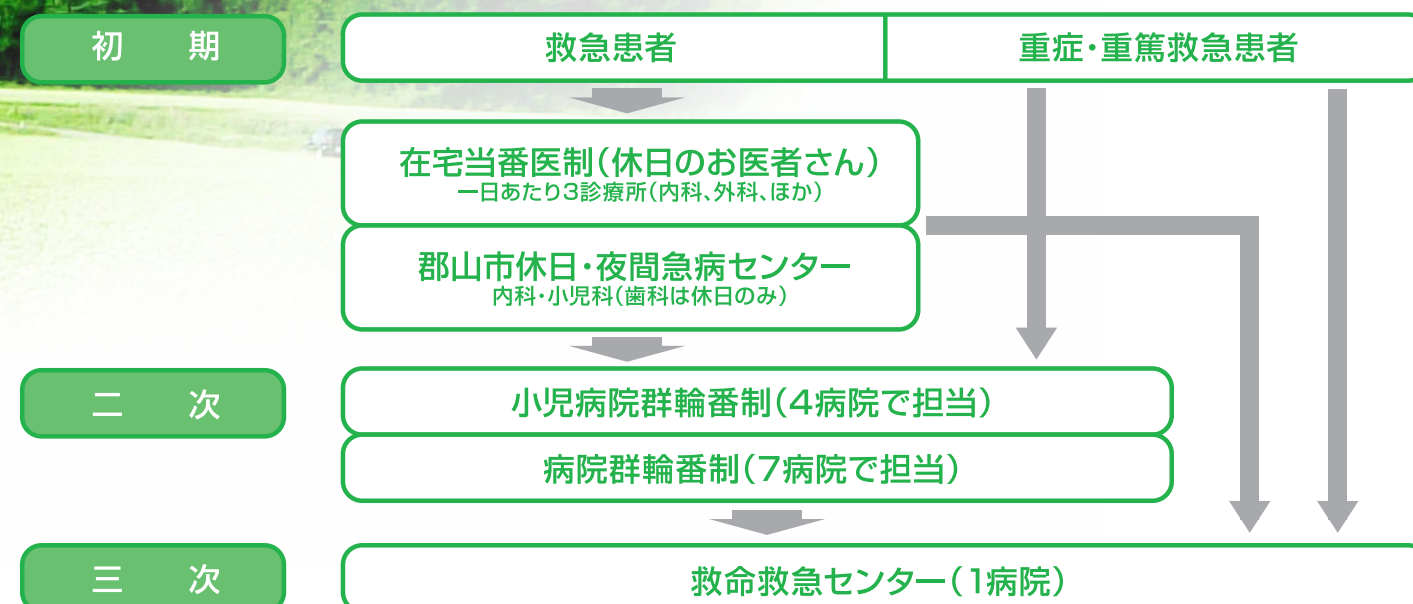 初期
救急患者
重症・重篤救急患者
在宅当番医制（休日のお医者さん）
一日あたり3診療所（内科、外科、ほか）
郡山市休日・夜間急病センター
内科・小児科（歯科は休日のみ）
二次
小児病院群輪番制（4病院で担当）
病院群輪番制（7病院で担当）
三次
救命救急センター（1病院）